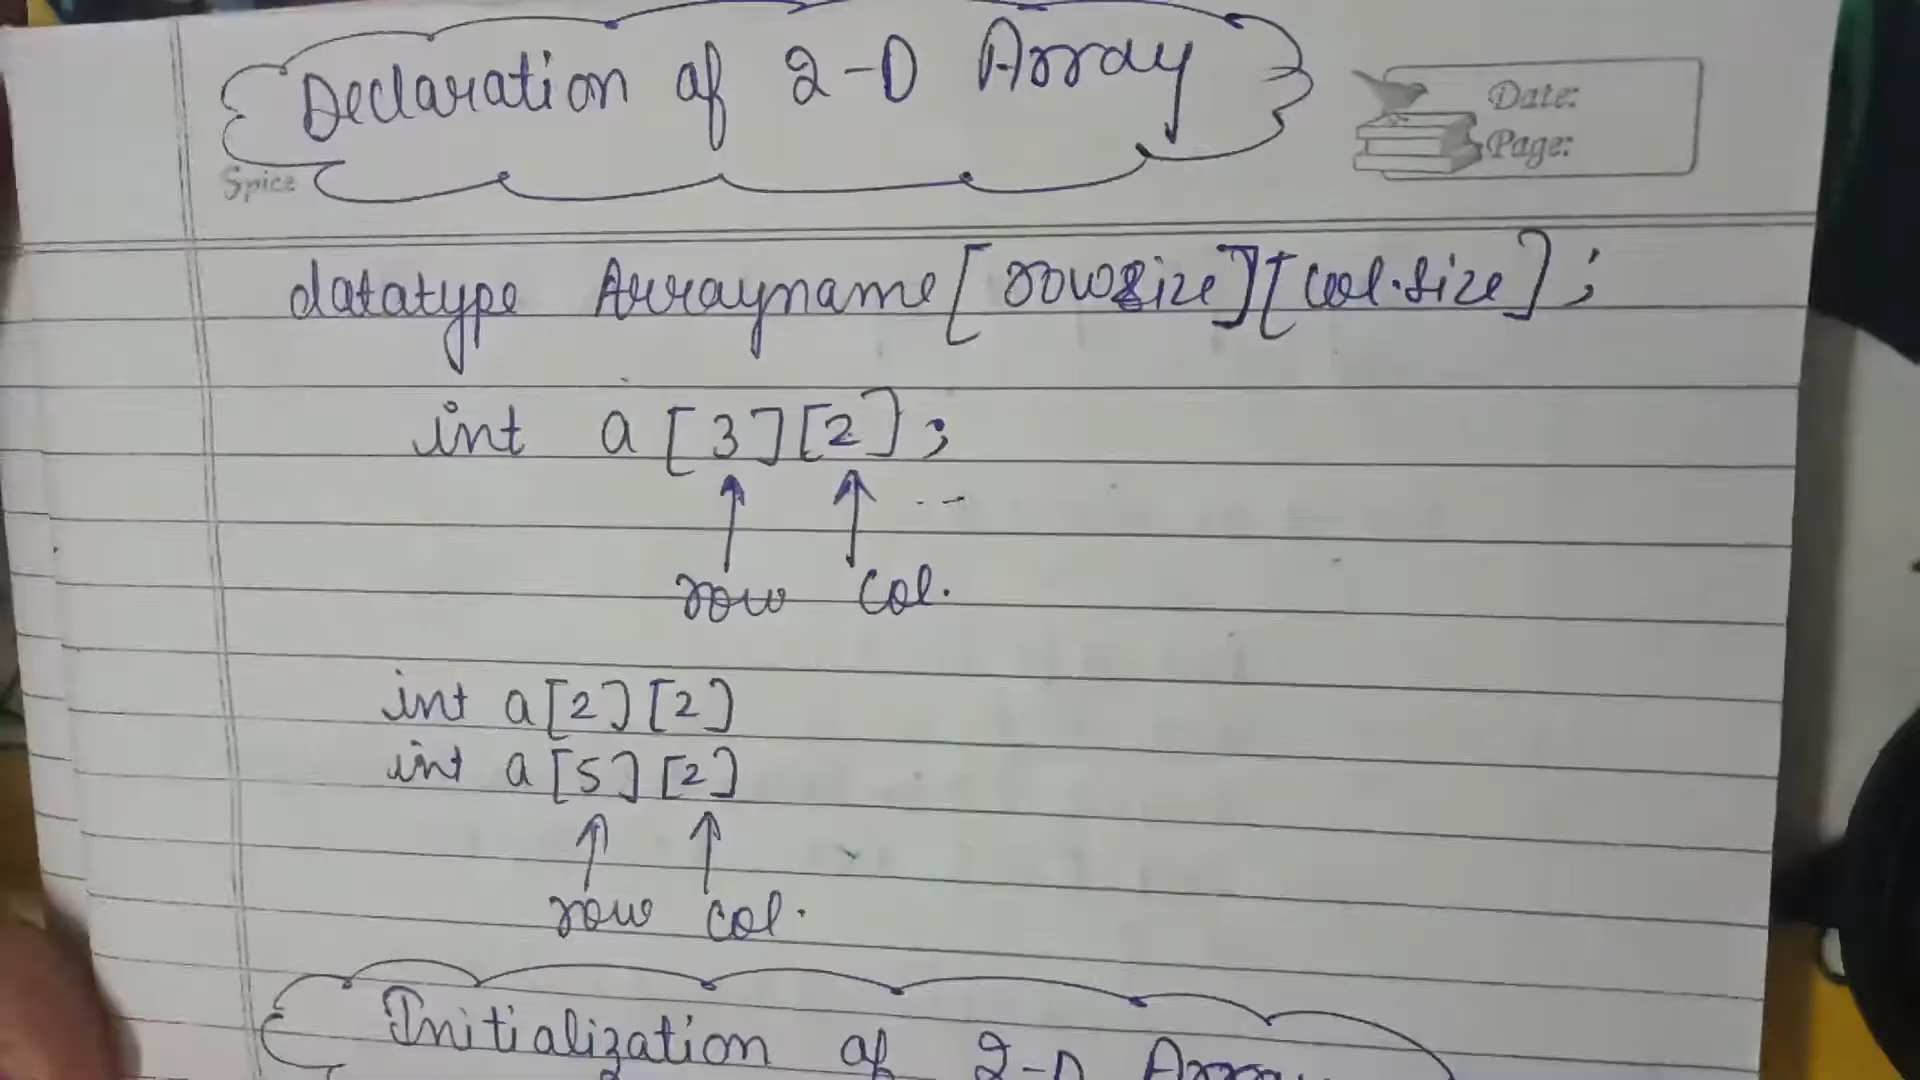 Declaration of 2-D Array
Date:
Page:
Spice
datatype Arrayname[rowsize][col.size];
int a[3][2];
row col.
int a[2][2]
int a[5][2]
row col.
Initialization of 2-D Array